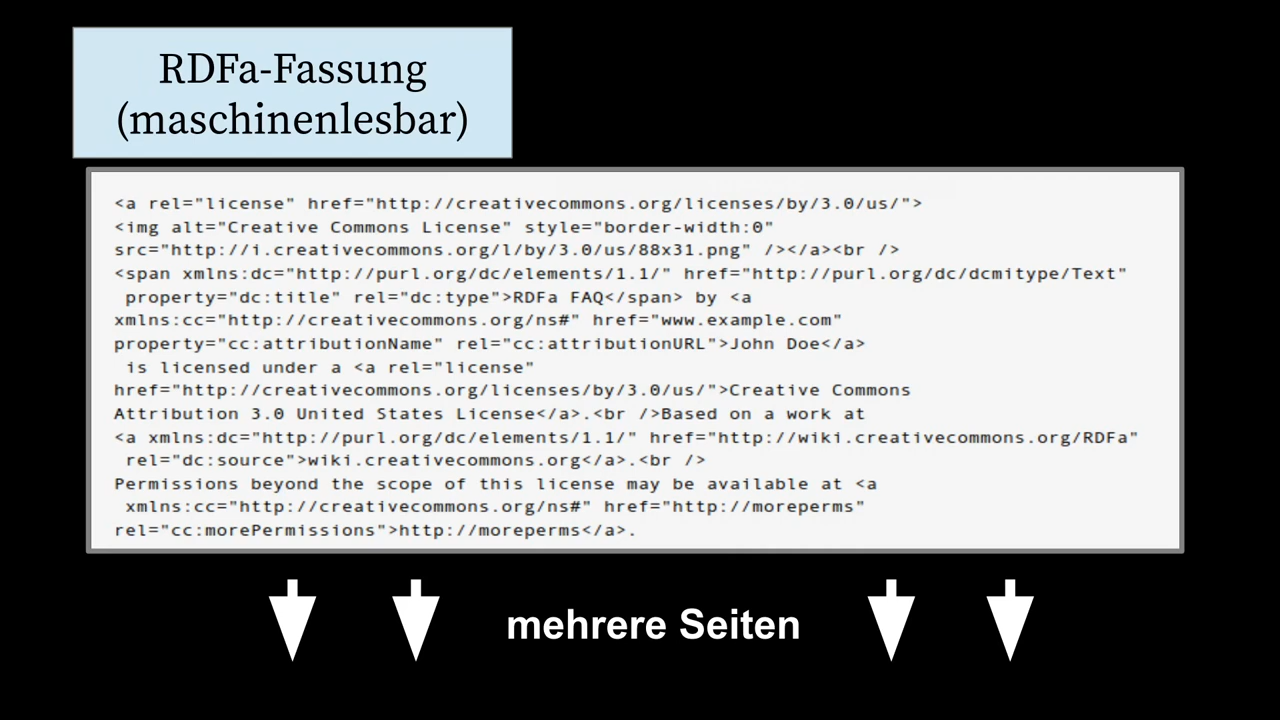 RDFa-Fassung
(maschinenlesbar)
<a rel="license" href="http://creativecommons.org/licenses/by/3.0/us/">
<img alt="Creative Commons License" style="border-width:0"
src="http://i.creativecommons.org/l/by/3.0/us/88x31.png" /></a><br />
<span xmlns:dc="http://purl.org/dc/elements/1.1/" href="http://purl.org/dc/dcmitype/Text"
property="dc:title" rel="dc:type">RDFa FAQ</span> by <a
xmlns:cc="http://creativecommons.org/ns#" href="www.example.com"
property="cc:attributionName" rel="cc:attributionURL">John Doe</a>
is licensed under a <a rel="license"
href="http://creativecommons.org/licenses/by/3.0/us/">Creative Commons
Attribution 3.0 United States License</a>.<br />Based on a work at
<a xmlns:dc="http://purl.org/dc/elements/1.1/" href="http://wiki.creativecommons.org/RDFa"
rel="dc:source">wiki.creativecommons.org</a>.<br />
Permissions beyond the scope of this license may be available at <a
xmlns:cc="http://creativecommons.org/ns#" href="http://moreperms"
rel="cc:morePermissions">http://moreperms</a>.
mehrere Seiten